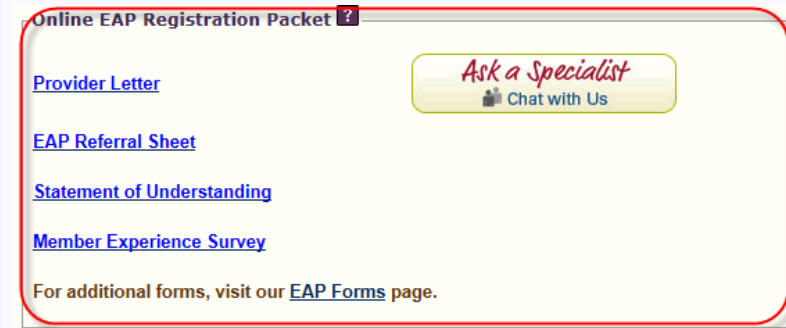 Online EAP Registration Packet ?
Provider Letter
Ask a Specialist
Chat with Us
EAP Referral Sheet
Statement of Understanding
Member Experience Survey
For additional forms, visit our EAP Forms page.